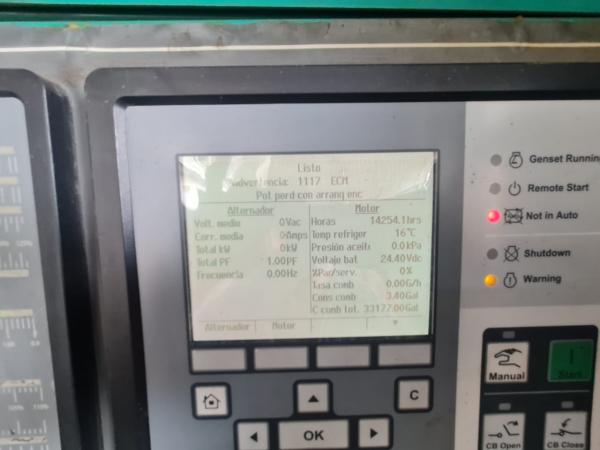 Listo
Advertencia: 1117 ECM
Pot perd con arranq enc
Alternador
Volt. medio 0Vac
Corr. media 0Amps
Total kW 0kW
Total PF 1.00PF
Frecuencia 0.00Hz
Motor
Horas 14254.1hrs
Temp refriger 16°C
Presión aceit 0.0kPa
Voltaje bat 24.40Vdc
%Par/serv. 0%
Tasa comb 0.00G/h
Cons comb 3.40Gal
C comb tot. 33177.00Gal
Alternador Motor
Genset Running
Remote Start
Not in Auto
Shutdown
Warning
Manual
Start
C
OK
CB Open
CB Close